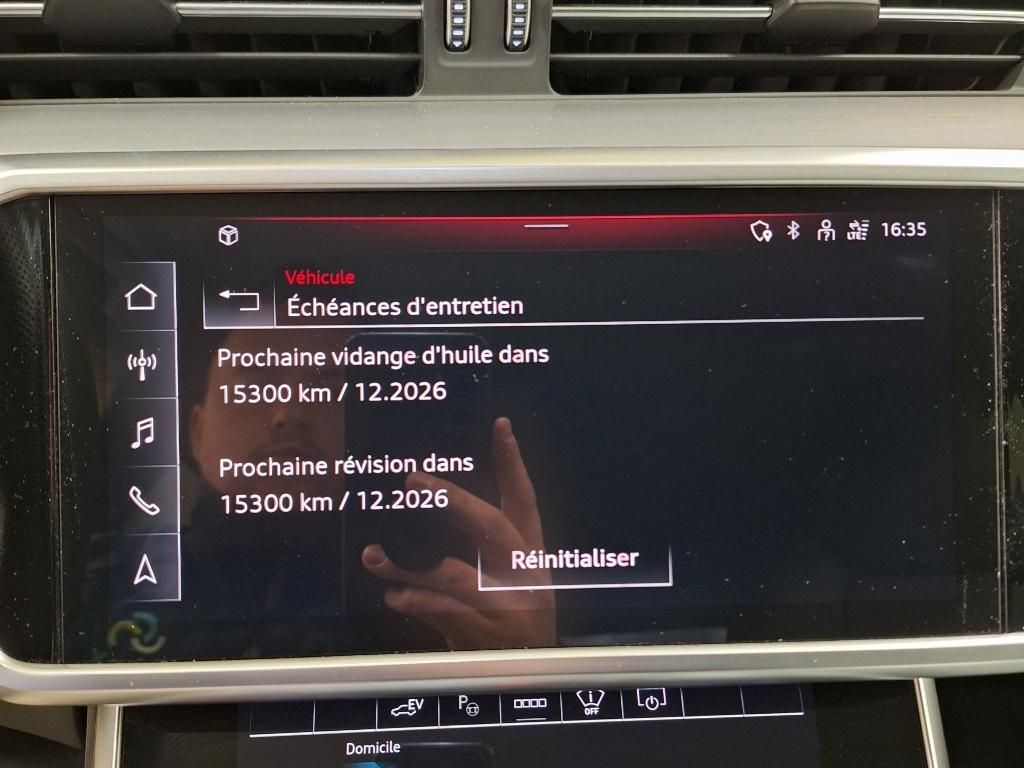 LTE
16:35
Véhicule
Échéances d'entretien
Prochaine vidange d'huile dans
15300 km / 12.2026
Prochaine révision dans
15300 km / 12.2026
Réinitialiser
EV
P
OFF
Domicile